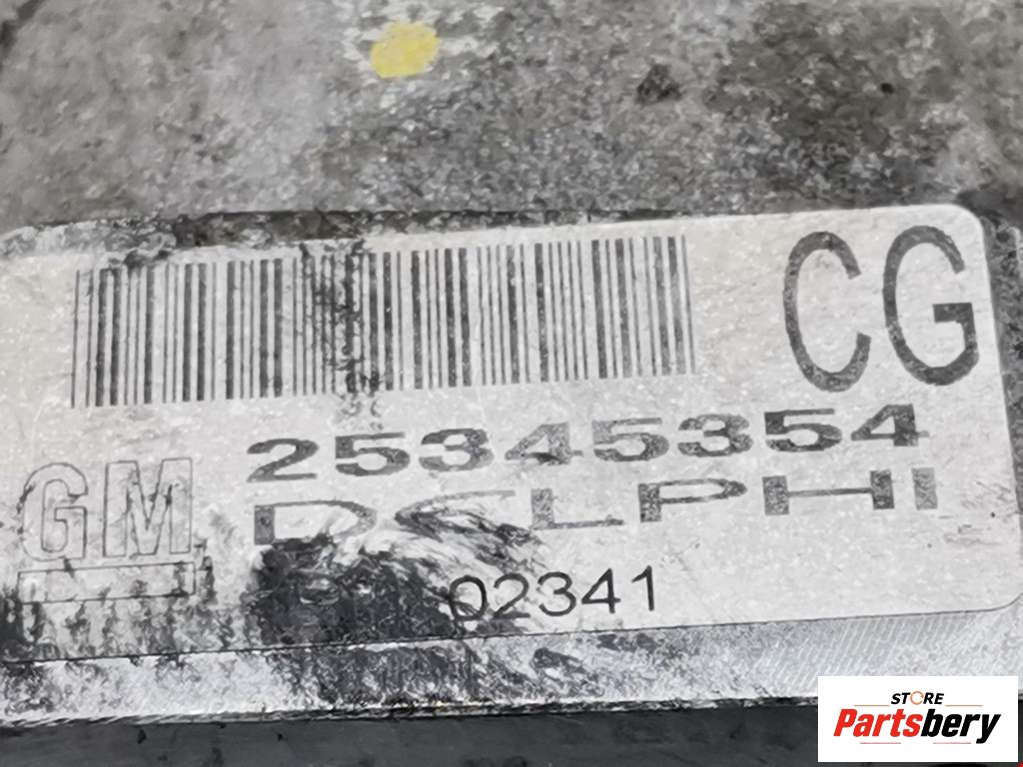 CG
25345354
GM
DELPHI
02341
STORE
Partsbery